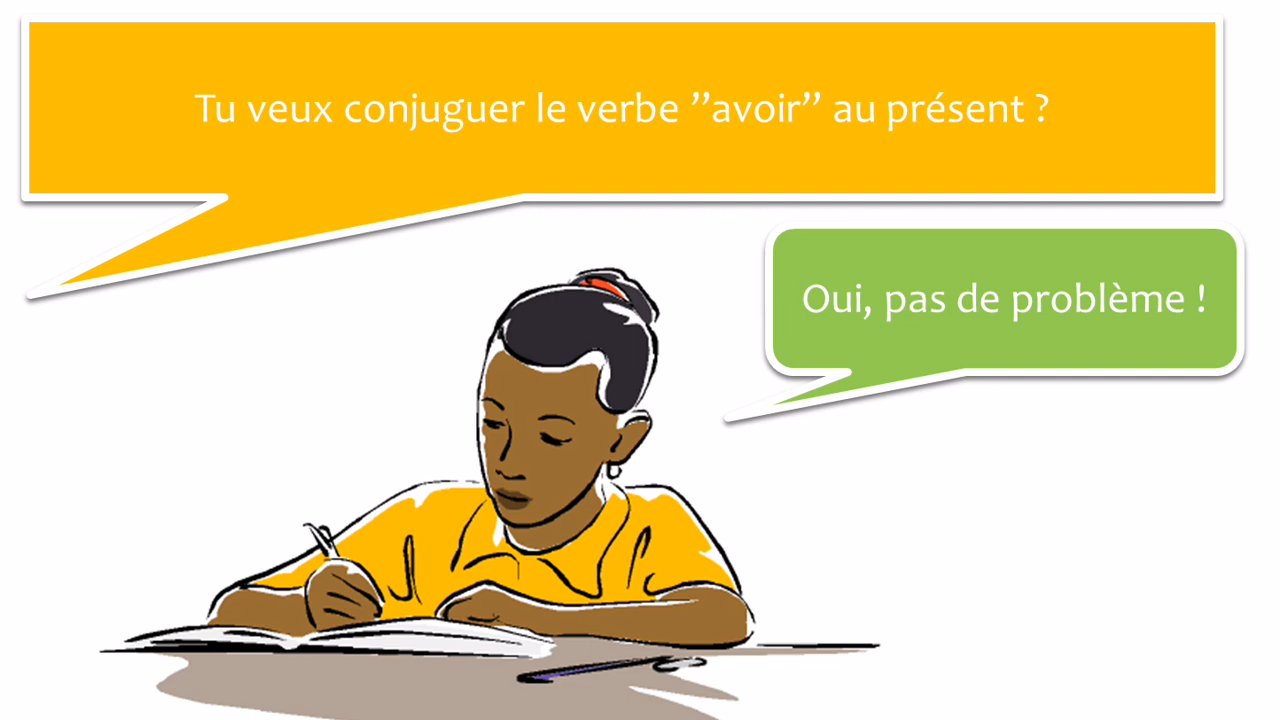 Tu veux conjuguer le verbe ”avoir” au présent ?
Oui, pas de problème !